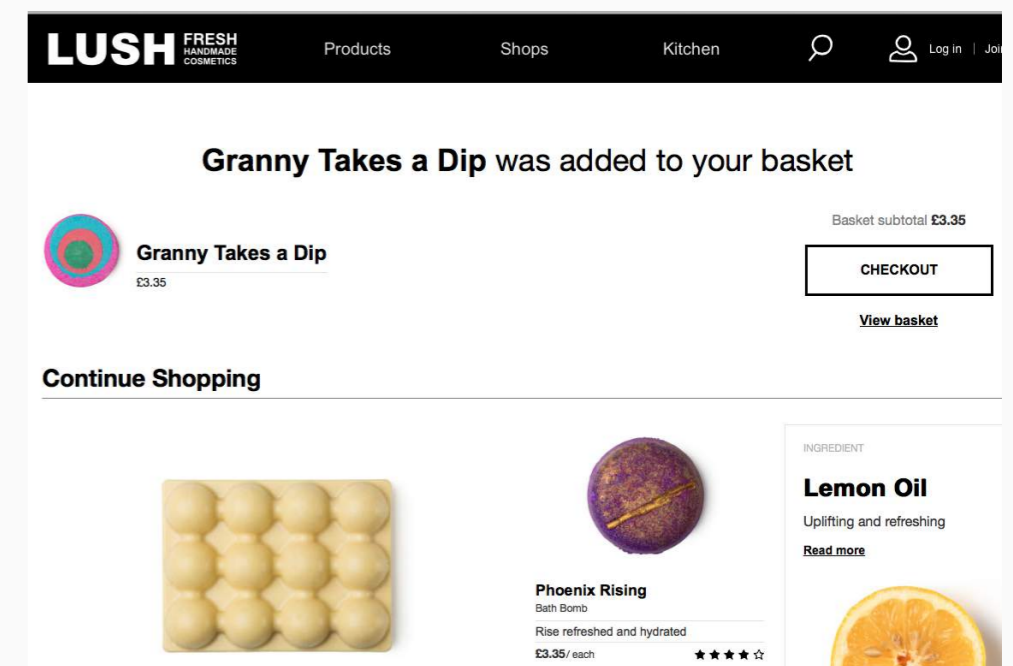 LUSH FRESH
HANDMADE
COSMETICS
Products
Shops
Kitchen
Log in | Joi
Granny Takes a Dip was added to your basket
Granny Takes a Dip
£3.35
Basket subtotal £3.35
CHECKOUT
View basket
Continue Shopping
Phoenix Rising
Bath Bomb
Rise refreshed and hydrated
£3.35/ each
INGREDIENT
Lemon Oil
Uplifting and refreshing
Read more